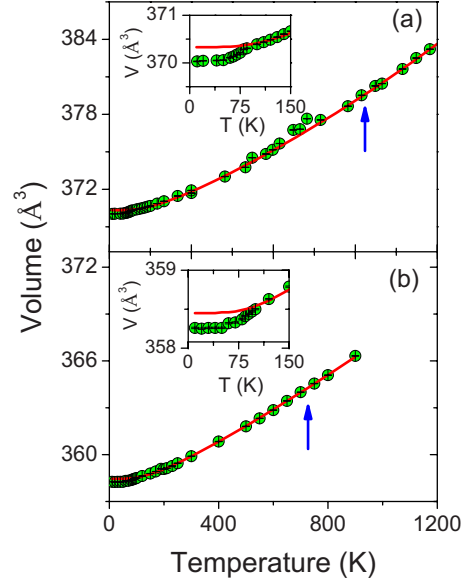 (a)
384
378
372
371
370
V (Å³)
0 75 150
T (K)
(b)
372
366
360
359
358
V (Å³)
0 75 150
T (K)
Volume (Å³)
0 400 800 1200
Temperature (K)